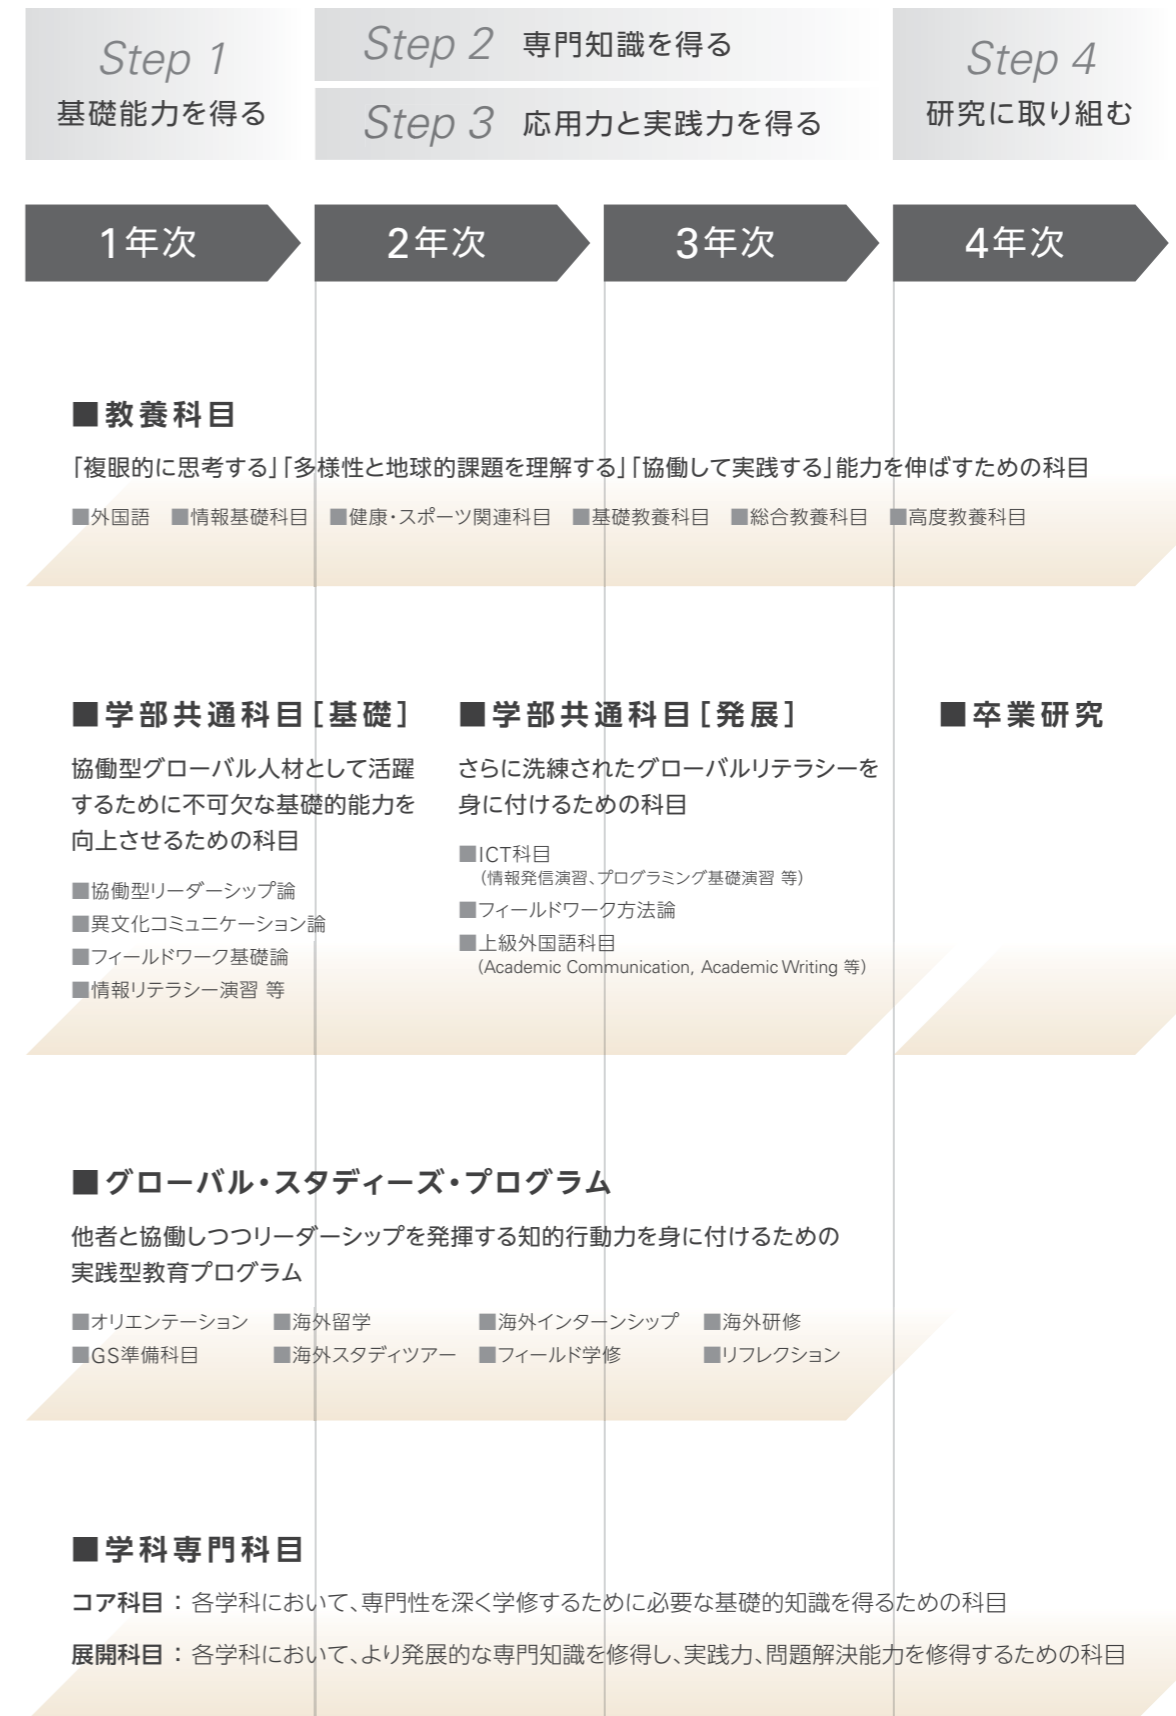 Step 1
基礎能力を得る
Step 2 専門知識を得る
Step 3 応用力と実践力を得る
Step 4
研究に取り組む
1年次 2年次 3年次 4年次
■教養科目
「複眼的に思考する」「多様性と地球的課題を理解する」「協働して実践する」能力を伸ばすための科目
■外国語 ■情報基礎科目 ■健康・スポーツ関連科目 ■基礎教養科目 ■総合教養科目 ■高度教養科目
■学部共通科目[基礎]
協働型グローバル人材として活躍
するために不可欠な基礎的能力を
向上させるための科目
■協働型リーダーシップ論
■異文化コミュニケーション論
■フィールドワーク基礎論
■情報リテラシー演習 等
■学部共通科目[発展]
さらに洗練されたグローバルリテラシーを
身に付けるための科目
■ICT科目
(情報発信演習、プログラミング基礎演習 等)
■フィールドワーク方法論
■上級外国語科目
(Academic Communication, Academic Writing 等)
■卒業研究
■グローバル・スタディーズ・プログラム
他者と協働しつつリーダーシップを発揮する知的行動力を身に付けるための
実践型教育プログラム
■オリエンテーション ■海外留学 ■海外インターンシップ ■海外研修
■GS準備科目 ■海外スタディツアー ■フィールド学修 ■リフレクション
■学科専門科目
コア科目：各学科において、専門性を深く学修するために必要な基礎的知識を得るための科目
展開科目：各学科において、より発展的な専門知識を修得し、実践力、問題解決能力を修得するための科目